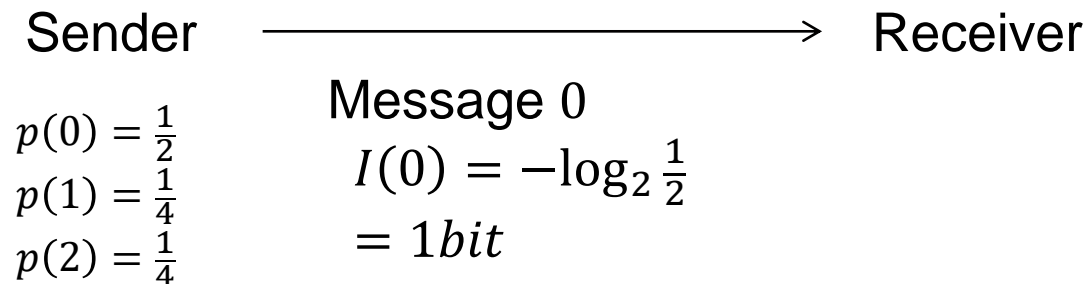 Sender Receiver
Message 0
p(0) = 1/2
I(0) = −log₂ 1/2
p(1) = 1/4
= 1bit
p(2) = 1/4